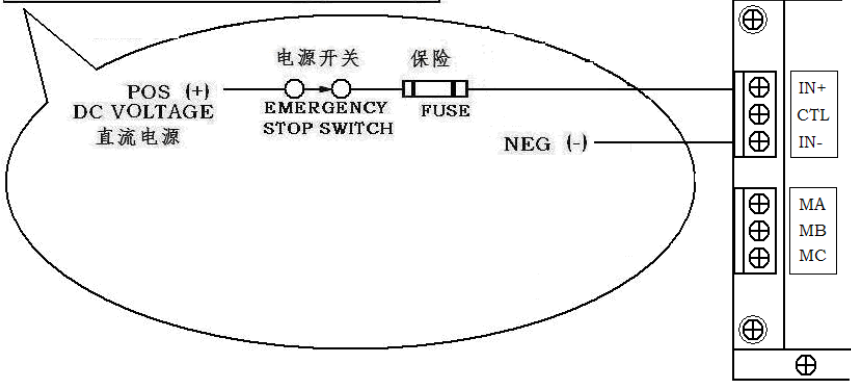 电源开关 保险
POS (+)
DC VOLTAGE
直流电源
EMERGENCY
STOP SWITCH
FUSE
NEG (-)
IN+
CTL
IN-
MA
MB
MC